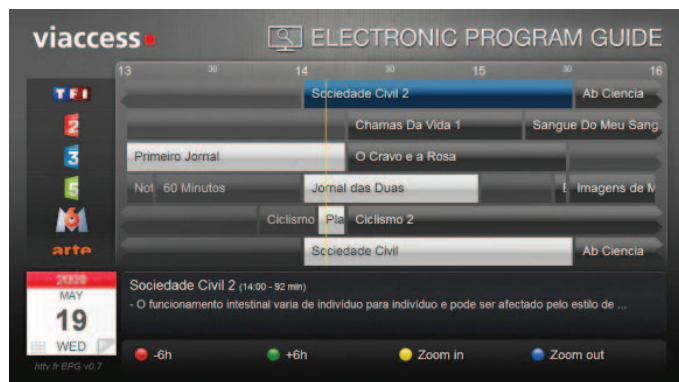 viaccess ELECTRONIC PROGRAM GUIDE
13 30 14 30 15 30 16
TF1 Sociedade Civil 2 Ab Ciencia
2 Chamas Da Vida 1 Sangue Do Meu Sang
3 Primeiro Jornal O Cravo e a Rosa
5 Not 60 Minutos Jornal das Duas E Imagens de M
M6 Ciclismo Pla Ciclismo 2
arte Sociedade Civil Ab Ciencia
Sociedade Civil 2 (14:00 - 92 min)
- O funcionamento intestinal varia de indivíduo para indivíduo e pode ser afectado pelo estilo de ...
MAY
19
WED
-6h +6h Zoom in Zoom out
httv.fr EPG v0.7